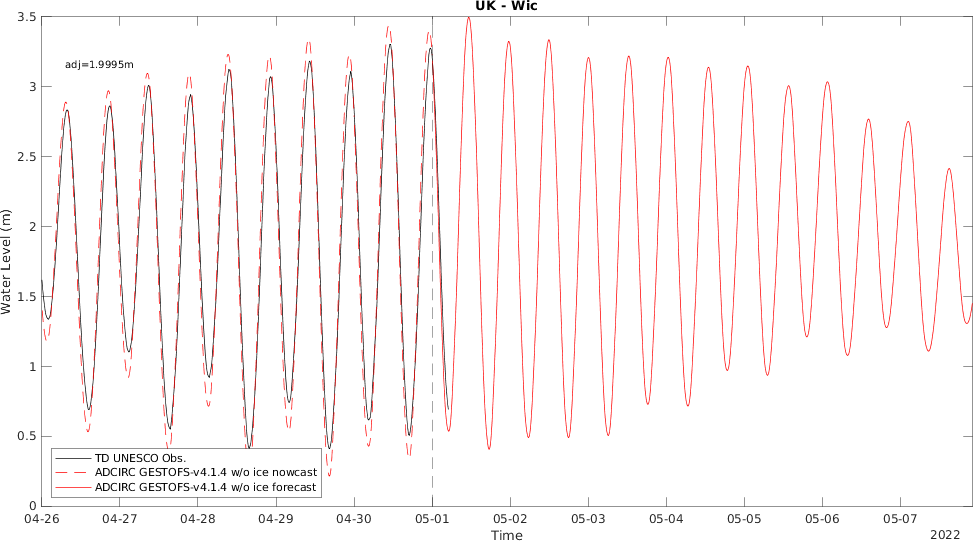 UK - Wic
3.5
adj=1.9995m
3
2.5
2
1.5
1
0.5
0
Water Level (m)
TD UNESCO Obs.
ADCIRC GESTOFS-v4.1.4 w/o ice nowcast
ADCIRC GESTOFS-v4.1.4 w/o ice forecast
04-26 04-27 04-28 04-29 04-30 05-01 05-02 05-03 05-04 05-05 05-06 05-07
Time
2022